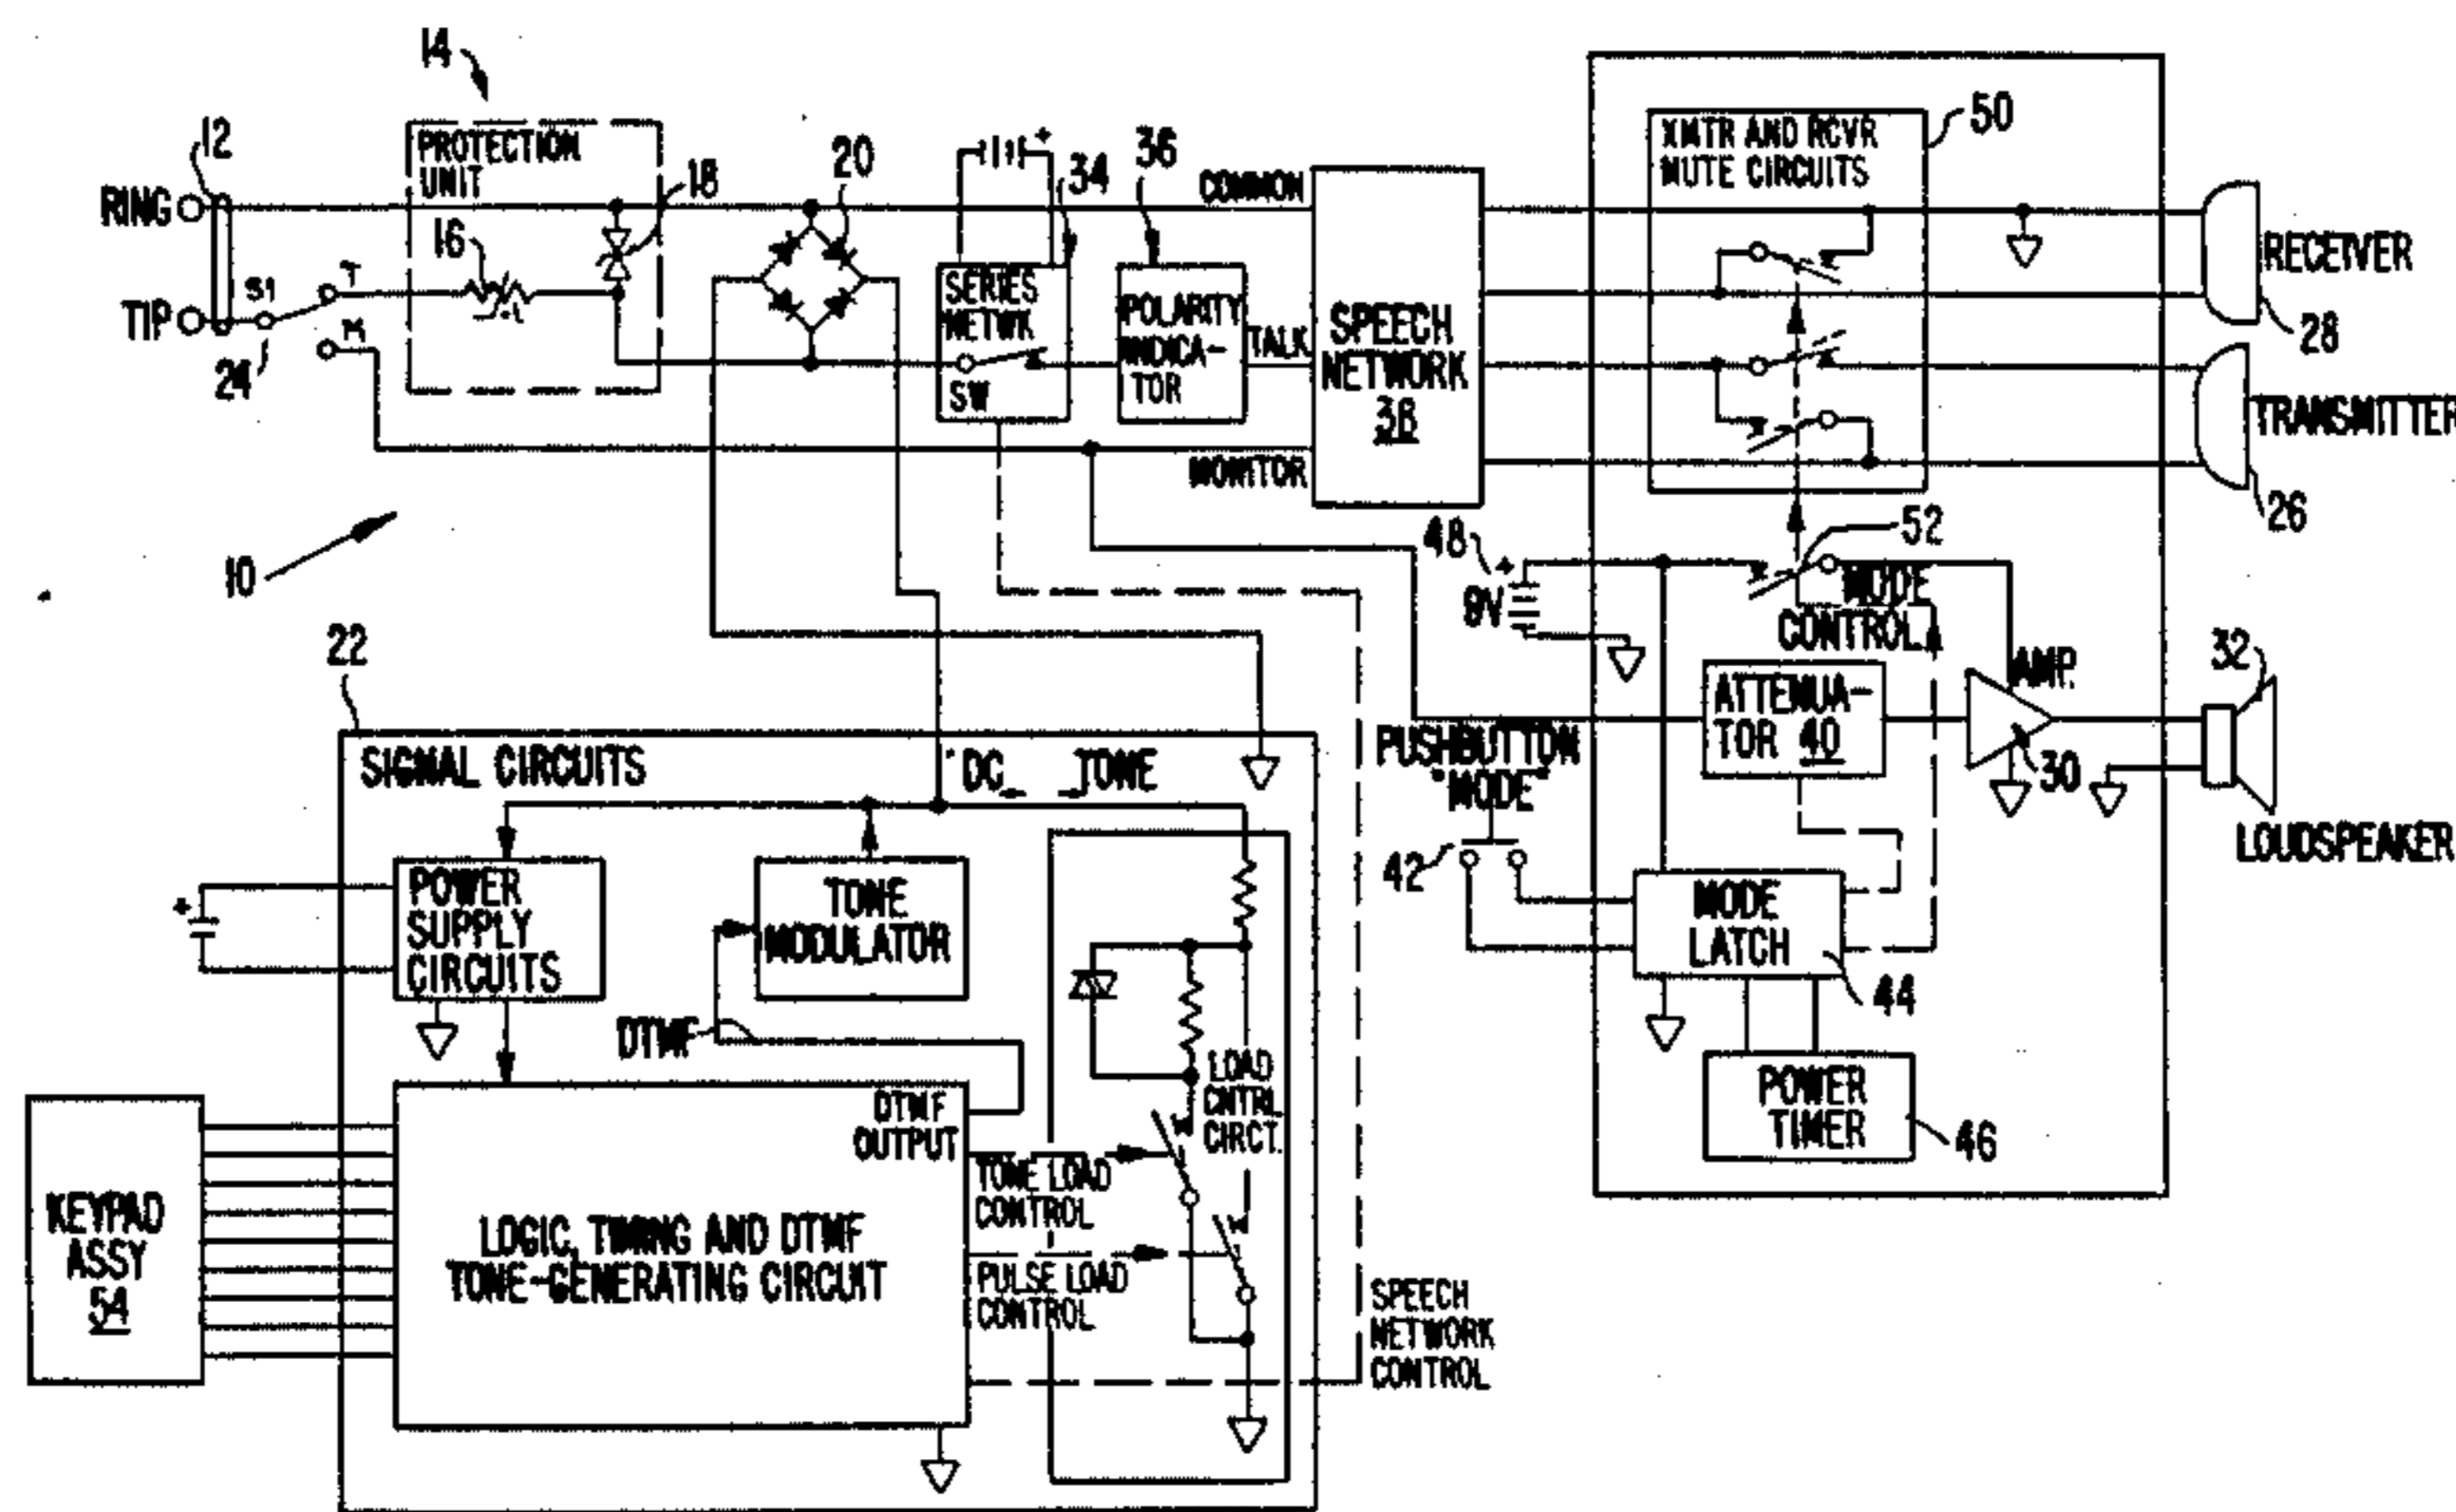 14
PROTECTION
UNIT
12
RING
TIP
S1
T
M
24
16
18
20
+
34
36
SERIES
NETWK
SW
POLARITY
INDICA-
TOR
COMMON
TALK
MONITOR
SPEECH
NETWORK
38
XMTR AND RCVR
MUTE CIRCUITS
50
RECEIVER
28
TRANSMITTER
26
10
48
+
9V
52
MODE
CONTROL
AMP.
30
ATTENUA-
TOR 40
32
LOUDSPEAKER
PUSHBUTTON
"MODE"
42
MODE
LATCH
44
POWER
TIMER
46
22
SIGNAL CIRCUITS
DC
TONE
+
POWER
SUPPLY
CIRCUITS
TONE
MODULATOR
DTMF
LOAD
CNTRL
CIRCT.
DTMF
OUTPUT
TONE LOAD
CONTROL
PULSE LOAD
CONTROL
LOGIC, TIMING AND DTMF
TONE-GENERATING CIRCUIT
KEYPAD
ASSY
54
SPEECH
NETWORK
CONTROL